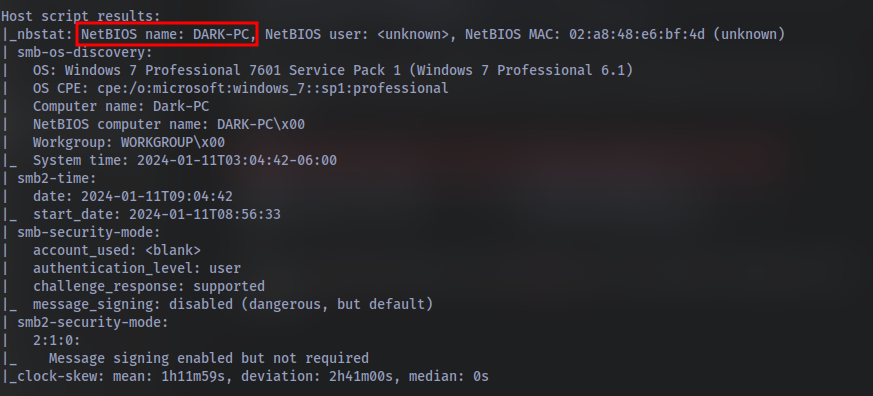 Host script results:
|_nbstat: NetBIOS name: DARK-PC, NetBIOS user: <unknown>, NetBIOS MAC: 02:a8:48:e6:bf:4d (unknown)
| smb-os-discovery:
|   OS: Windows 7 Professional 7601 Service Pack 1 (Windows 7 Professional 6.1)
|   OS CPE: cpe:/o:microsoft:windows_7::sp1:professional
|   Computer name: Dark-PC
|   NetBIOS computer name: DARK-PC\x00
|   Workgroup: WORKGROUP\x00
|_  System time: 2024-01-11T03:04:42-06:00
| smb2-time:
|   date: 2024-01-11T09:04:42
|_  start_date: 2024-01-11T08:56:33
| smb-security-mode:
|   account_used: <blank>
|   authentication_level: user
|   challenge_response: supported
|_  message_signing: disabled (dangerous, but default)
| smb2-security-mode:
|   2:1:0:
|_    Message signing enabled but not required
|_clock-skew: mean: 1h11m59s, deviation: 2h41m00s, median: 0s